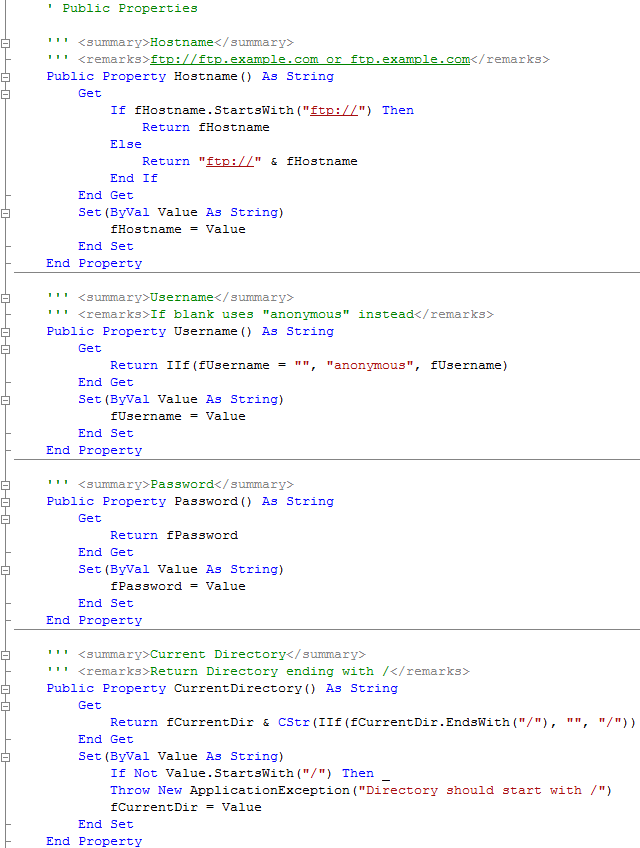 ' Public Properties
''' <summary>Hostname</summary>
''' <remarks>ftp://ftp.example.com or ftp.example.com</remarks>
Public Property Hostname() As String
Get
If fHostname.StartsWith("ftp://") Then
Return fHostname
Else
Return "ftp://" & fHostname
End If
End Get
Set(ByVal Value As String)
fHostname = Value
End Set
End Property
''' <summary>Username</summary>
''' <remarks>If blank uses "anonymous" instead</remarks>
Public Property Username() As String
Get
Return IIf(fUsername = "", "anonymous", fUsername)
End Get
Set(ByVal Value As String)
fUsername = Value
End Set
End Property
''' <summary>Password</summary>
Public Property Password() As String
Get
Return fPassword
End Get
Set(ByVal Value As String)
fPassword = Value
End Set
End Property
''' <summary>Current Directory</summary>
''' <remarks>Return Directory ending with /</remarks>
Public Property CurrentDirectory() As String
Get
Return fCurrentDir & CStr(IIf(fCurrentDir.EndsWith("/"), "", "/"))
End Get
Set(ByVal Value As String)
If Not Value.StartsWith("/") Then _
Throw New ApplicationException("Directory should start with /")
fCurrentDir = Value
End Set
End Property